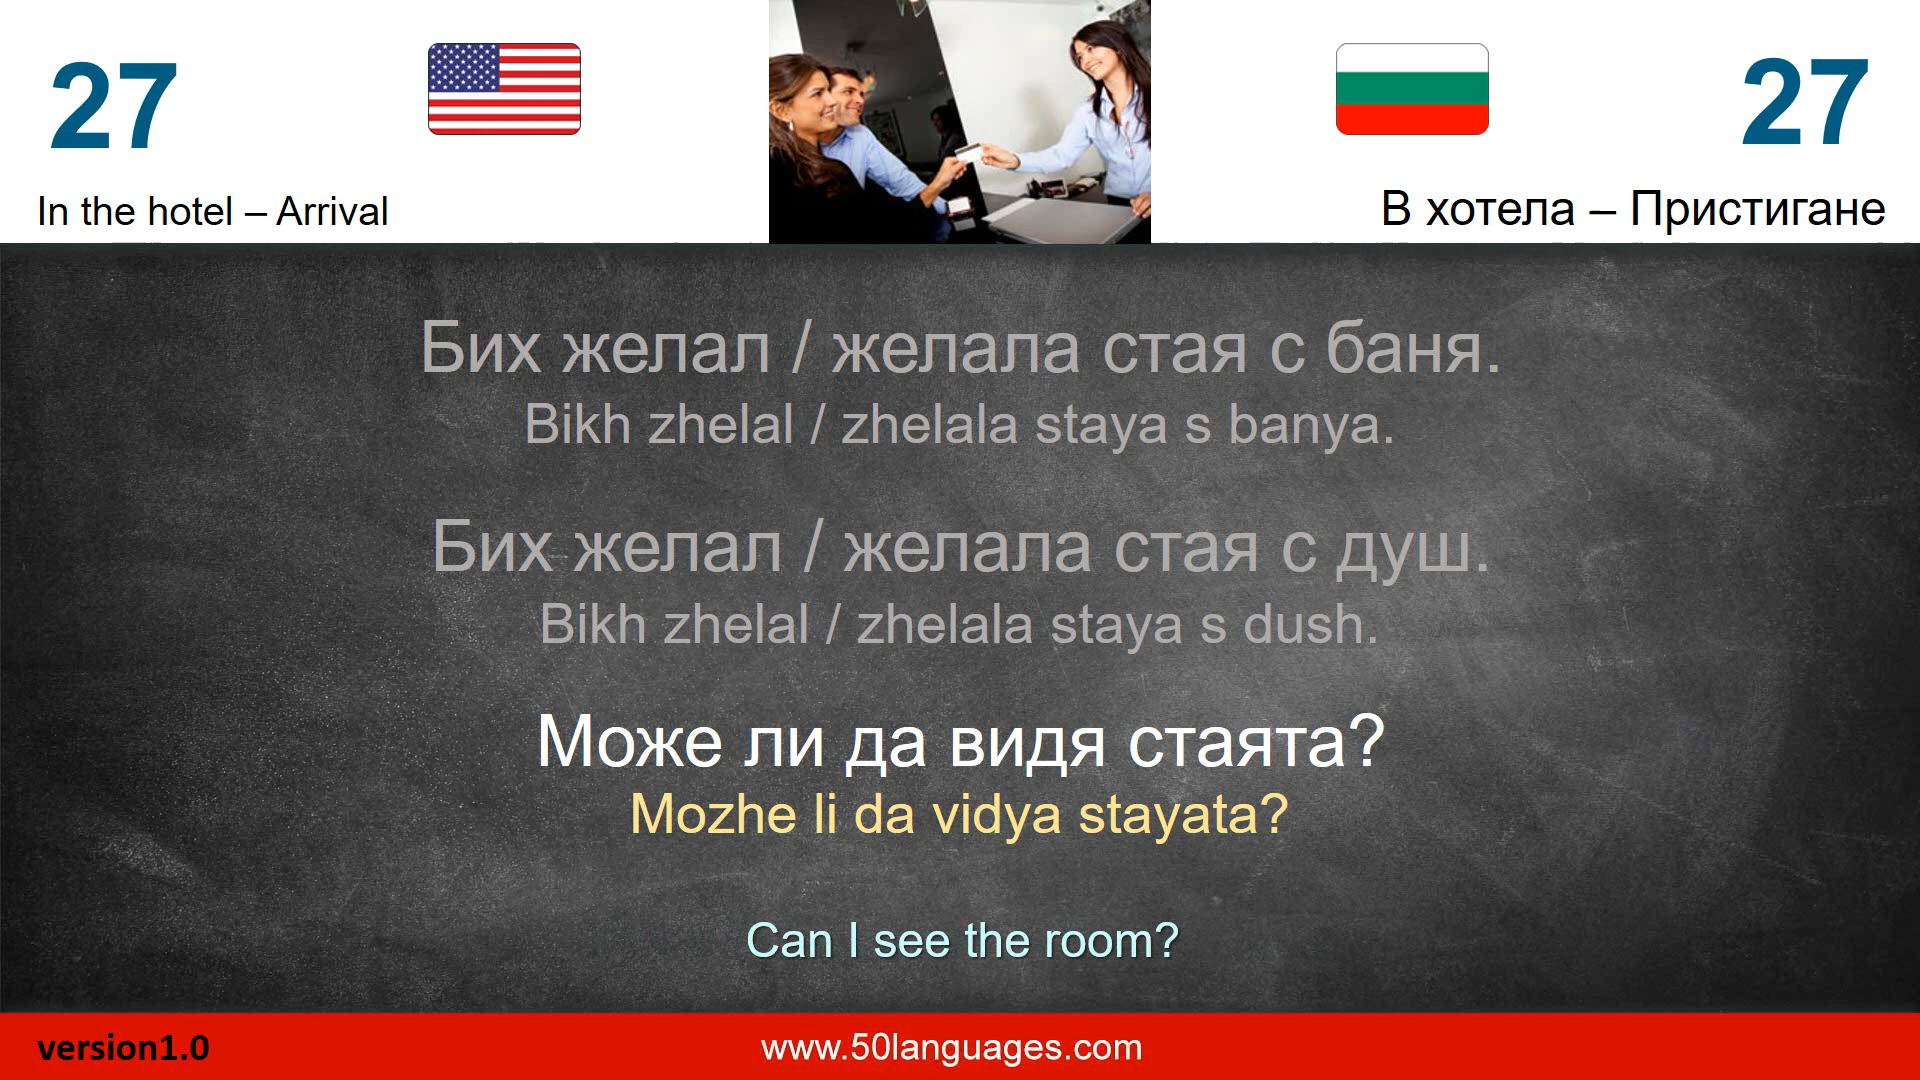 27
27
In the hotel – Arrival
В хотела – Пристигане
Бих желал / желала стая с баня.
Bikh zhelal / zhelala staya s banya.
Бих желал / желала стая с душ.
Bikh zhelal / zhelala staya s dush.
Може ли да видя стаята?
Mozhe li da vidya stayata?
Can I see the room?
version1.0
www.50languages.com